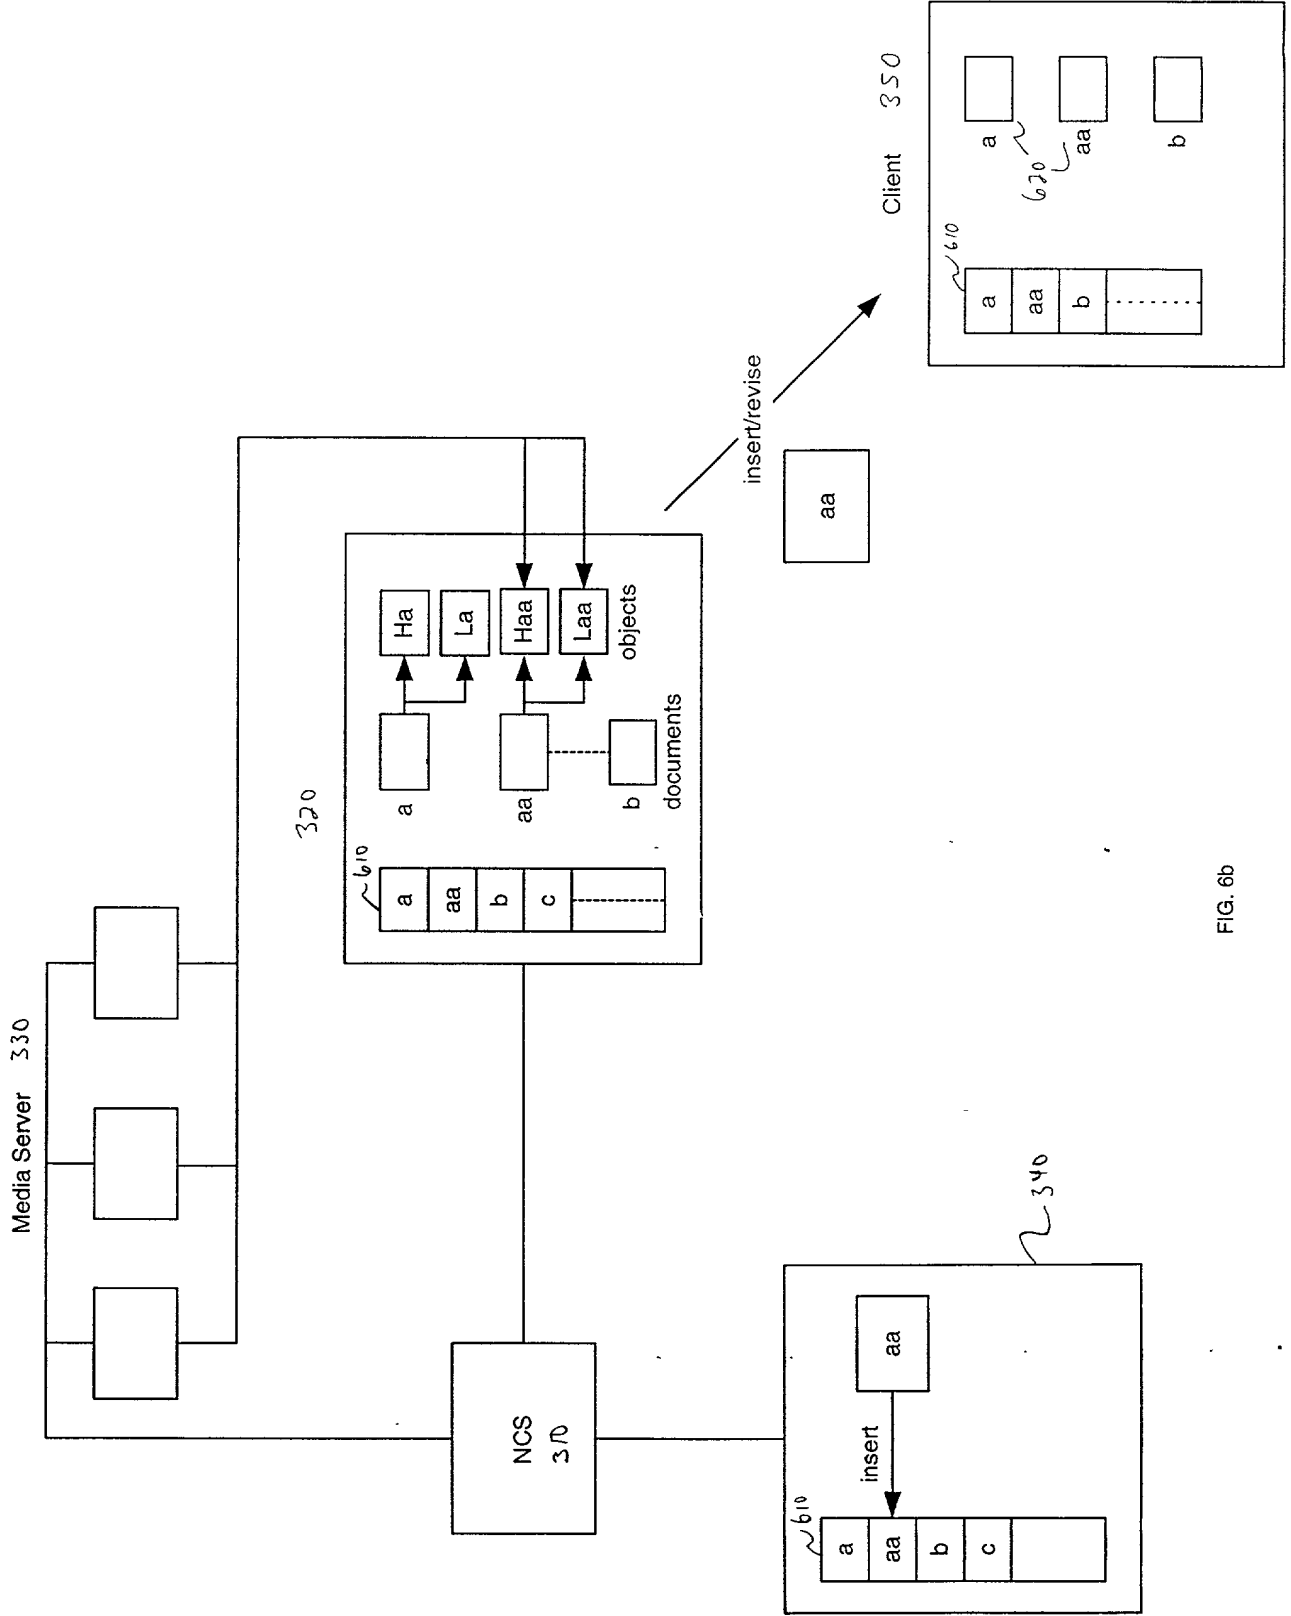 Media Server 330
NCS
310
320
610
a
aa
b
c
a
aa
b
documents
Ha
La
Haa
Laa
objects
610
a
aa
b
c
insert
aa
340
insert/revise
aa
Client 350
610
a
aa
b
a
620
aa
b
FIG. 6b